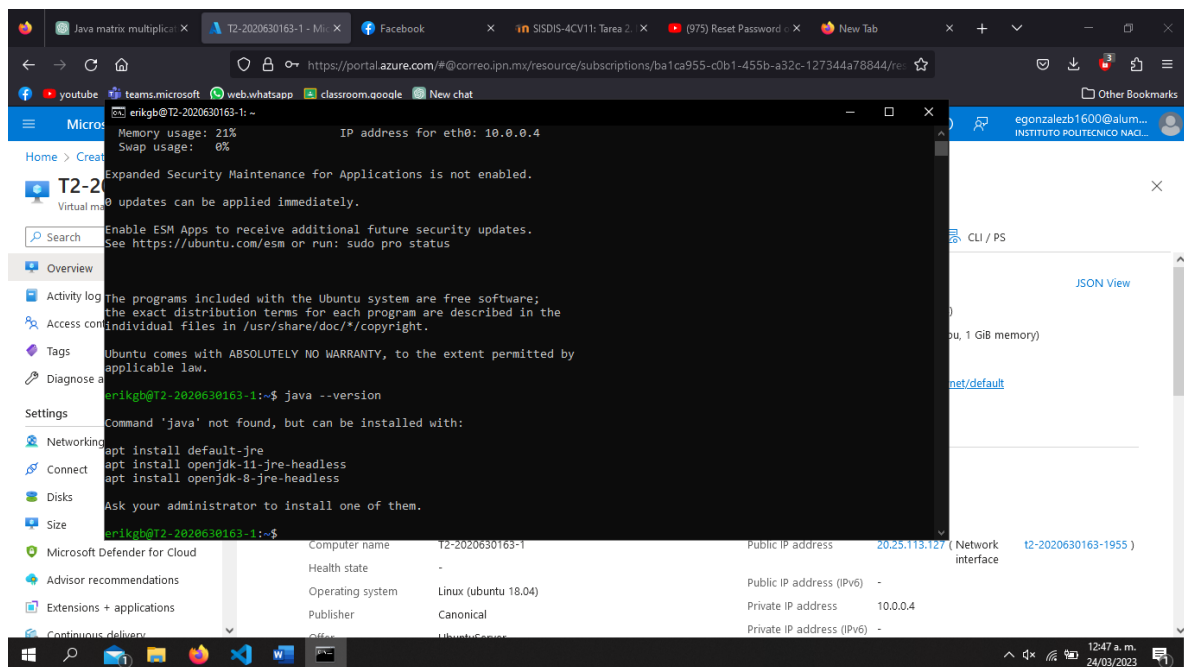 Java matrix multiplicat
T2-2020630163-1 - Mic
Facebook
SISDIS-4CV11: Tarea 2.
(975) Reset Password
New Tab
https://portal.azure.com/#@correo.ipn.mx/resource/subscriptions/ba1ca955-c0b1-455b-a32c-127344a78844/res
3
youtube
teams.microsoft
web.whatsapp
classroom.google
New chat
Other Bookmarks
Micros
egonzalezb1600@alum...
INSTITUTO POLITECNICO NACI...
Home > Creat
T2-20
Virtual ma
Search
Overview
Activity log
Access cont
Tags
Diagnose a
Settings
Networking
Connect
Disks
Size
Microsoft Defender for Cloud
Advisor recommendations
Extensions + applications
Continuous delivery
erikgb@T2-2020630163-1: ~
Memory usage: 21% IP address for eth0: 10.0.0.4
Swap usage: 0%
Expanded Security Maintenance for Applications is not enabled.
0 updates can be applied immediately.
Enable ESM Apps to receive additional future security updates.
See https://ubuntu.com/esm or run: sudo pro status
The programs included with the Ubuntu system are free software;
the exact distribution terms for each program are described in the
individual files in /usr/share/doc/*/copyright.
Ubuntu comes with ABSOLUTELY NO WARRANTY, to the extent permitted by
applicable law.
erikgb@T2-2020630163-1:~$ java --version
Command 'java' not found, but can be installed with:
apt install default-jre
apt install openjdk-11-jre-headless
apt install openjdk-8-jre-headless
Ask your administrator to install one of them.
erikgb@T2-2020630163-1:~$
CLI / PS
JSON View
pu, 1 GiB memory)
net/default
Computer name T2-2020630163-1
Health state -
Operating system Linux (ubuntu 18.04)
Publisher Canonical
Offer UbuntuServer
Public IP address 20.25.113.127 ( Network interface t2-2020630163-1955 )
Public IP address (IPv6) -
Private IP address 10.0.0.4
Private IP address (IPv6) -
12:47 a. m.
24/03/2023